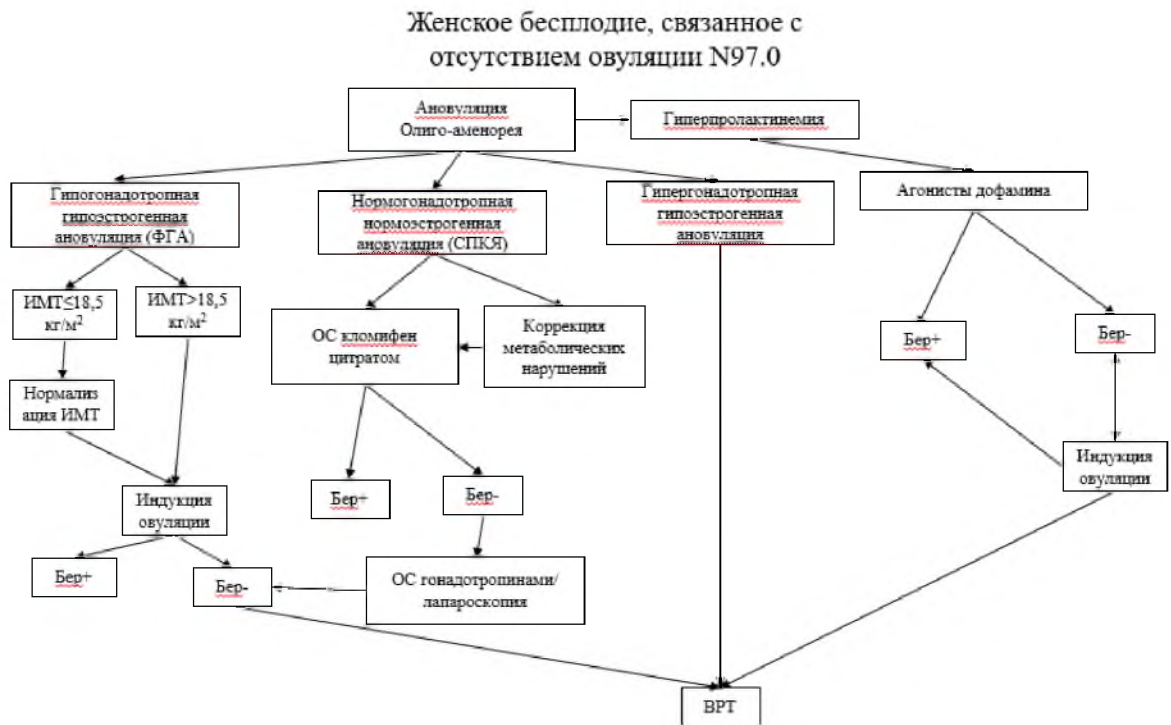 Женское бесплодие, связанное с
отсутствием овуляции N97.0
Ановуляция
Олиго-аменорея
Гиперпролактинемия
Гипогонадотропная
гипоэстрогенная
ановуляция (ФГА)
Нормогонадотропная
нормоэстрогенная
ановуляция (СПКЯ)
Гипергонадотропная
гипоэстрогенная
ановуляция
Агонисты дофамина
ИМТ≤18,5
кг/м²
ИМТ>18,5
кг/м²
ОС кломифен
цитратом
Коррекция
метаболических
нарушений
Бер+
Бер-
Нормализ
ация ИМТ
Индукция
овуляции
Бер+
Бер-
Индукция
овуляции
Бер+
Бер-
ОС гонадотропинами/
лапароскопия
ВРТ